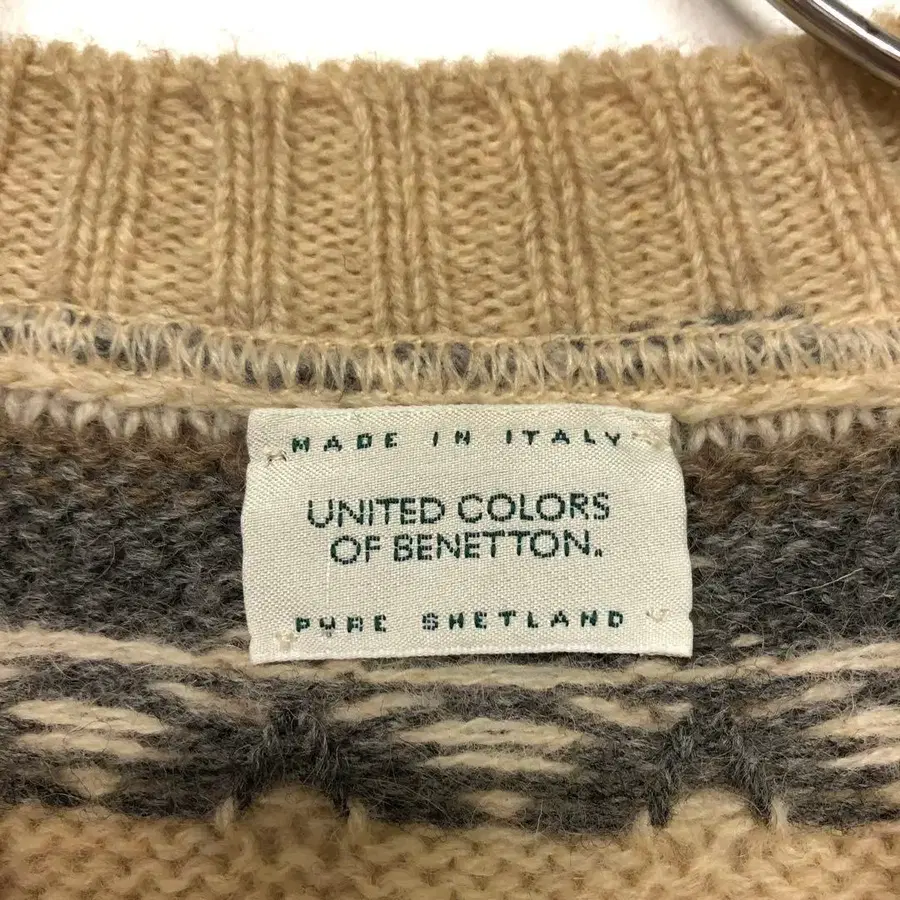 MADE IN ITALY
UNITED COLORS
OF BENETTON.
PURE SHETLAND